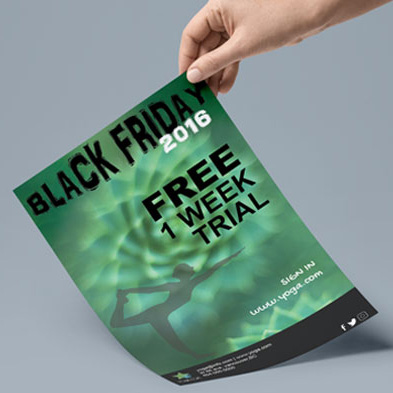 BLACK FRIDAY
2016
FREE
1 WEEK
TRIAL
SIGN IN
www.yoga.com